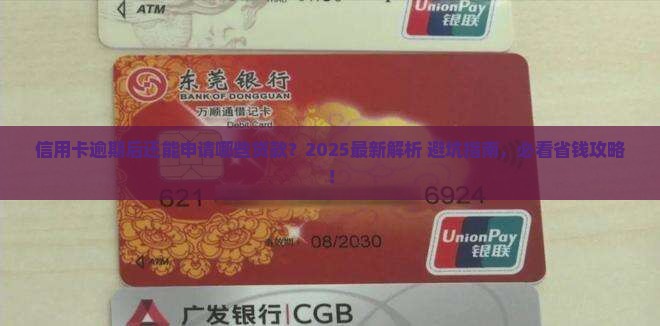 ATM
UnionPay
银联
东莞银行
BANK OF DONGGUAN
万顺通借记卡
信用卡逾期后还能申请哪些贷款？2025最新解析 避坑指南，必看省钱攻略
！
621 6924
有效期 08/2030
ATM
UnionPay
银联
广发银行|CGB